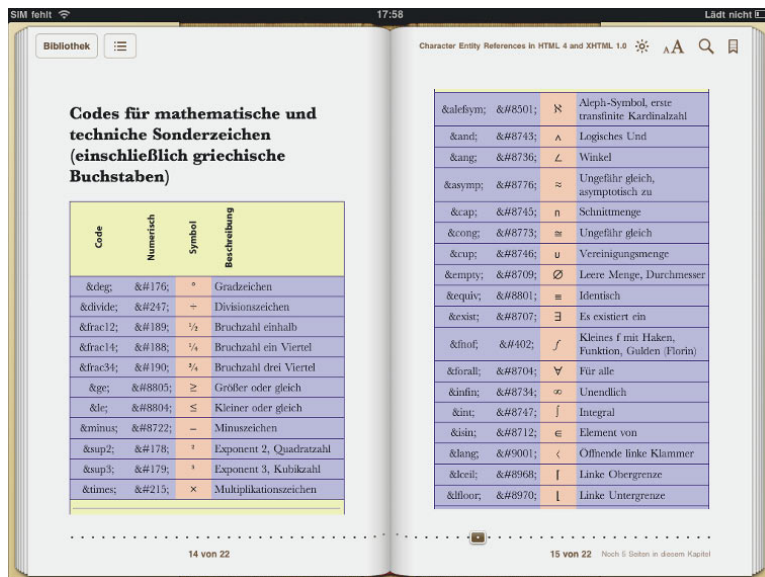 SIM fehlt 17:58 Lädt nicht
Bibliothek
Character Entity References in HTML 4 and XHTML 1.0 AA
Codes für mathematische und
techniche Sonderzeichen
(einschließlich griechische
Buchstaben)
Code Numerisch Symbol Beschreibung
&deg; &#176; ° Gradzeichen
&divide; &#247; ÷ Divisionszeichen
&frac12; &#189; ½ Bruchzahl einhalb
&frac14; &#188; ¼ Bruchzahl ein Viertel
&frac34; &#190; ¾ Bruchzahl drei Viertel
&ge; &#8805; ≥ Größer oder gleich
&le; &#8804; ≤ Kleiner oder gleich
&minus; &#8722; − Minuszeichen
&sup2; &#178; ² Exponent 2, Quadratzahl
&sup3; &#179; ³ Exponent 3, Kubikzahl
&times; &#215; × Multiplikationszeichen
14 von 22
&alefsym; &#8501; ℵ Aleph-Symbol, erste
transfinite Kardinalzahl
&and; &#8743; ∧ Logisches Und
&ang; &#8736; ∠ Winkel
&asymp; &#8776; ≈ Ungefähr gleich,
asymptotisch zu
&cap; &#8745; ∩ Schnittmenge
&cong; &#8773; ≅ Ungefähr gleich
&cup; &#8746; ∪ Vereinigungsmenge
&empty; &#8709; ∅ Leere Menge, Durchmesser
&equiv; &#8801; ≡ Identisch
&exist; &#8707; ∃ Es existiert ein
&fhof; &#402; ƒ Kleines f mit Haken,
Funktion, Gulden (Florin)
&forall; &#8704; ∀ Für alle
&infin; &#8734; ∞ Unendlich
&int; &#8747; ∫ Integral
&isin; &#8712; ∈ Element von
&lang; &#9001; 〈 Öffnende linke Klammer
&lceil; &#8968; ⌈ Linke Obergrenze
&lfloor; &#8970; ⌊ Linke Untergrenze
15 von 22 Noch 5 Seiten in diesem Kapitel